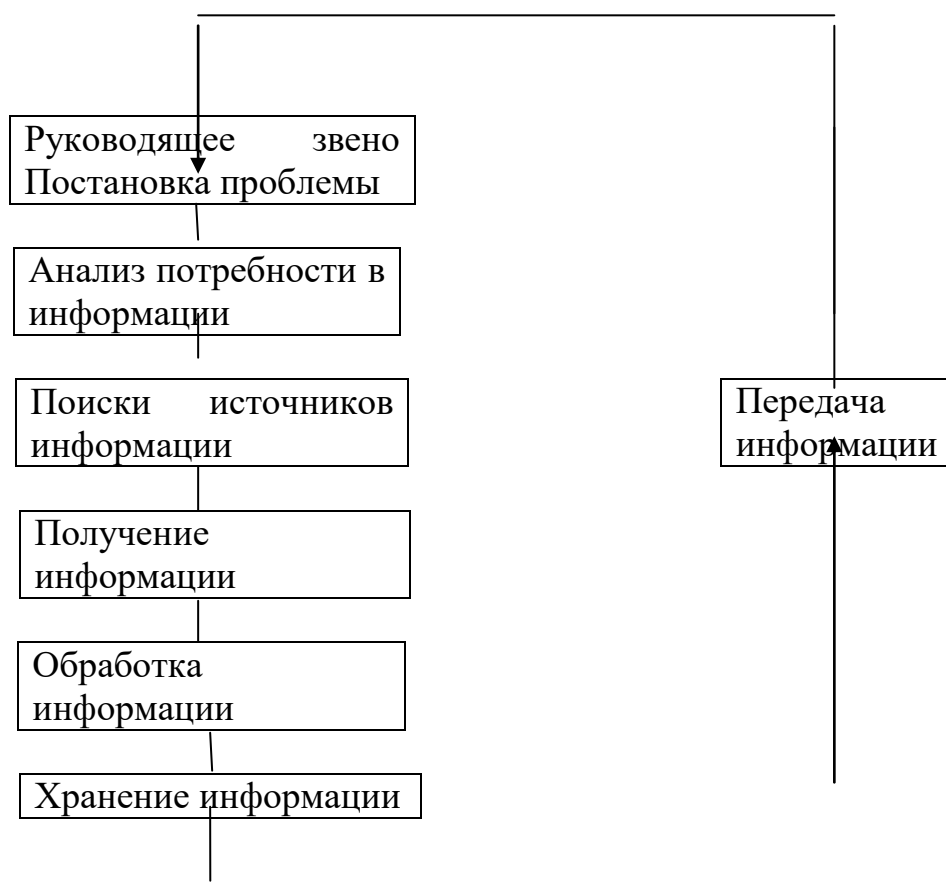 Руководящее звено
Постановка проблемы
Анализ потребности в
информации
Поиски источников
информации
Передача
информации
Получение
информации
Обработка
информации
Хранение информации